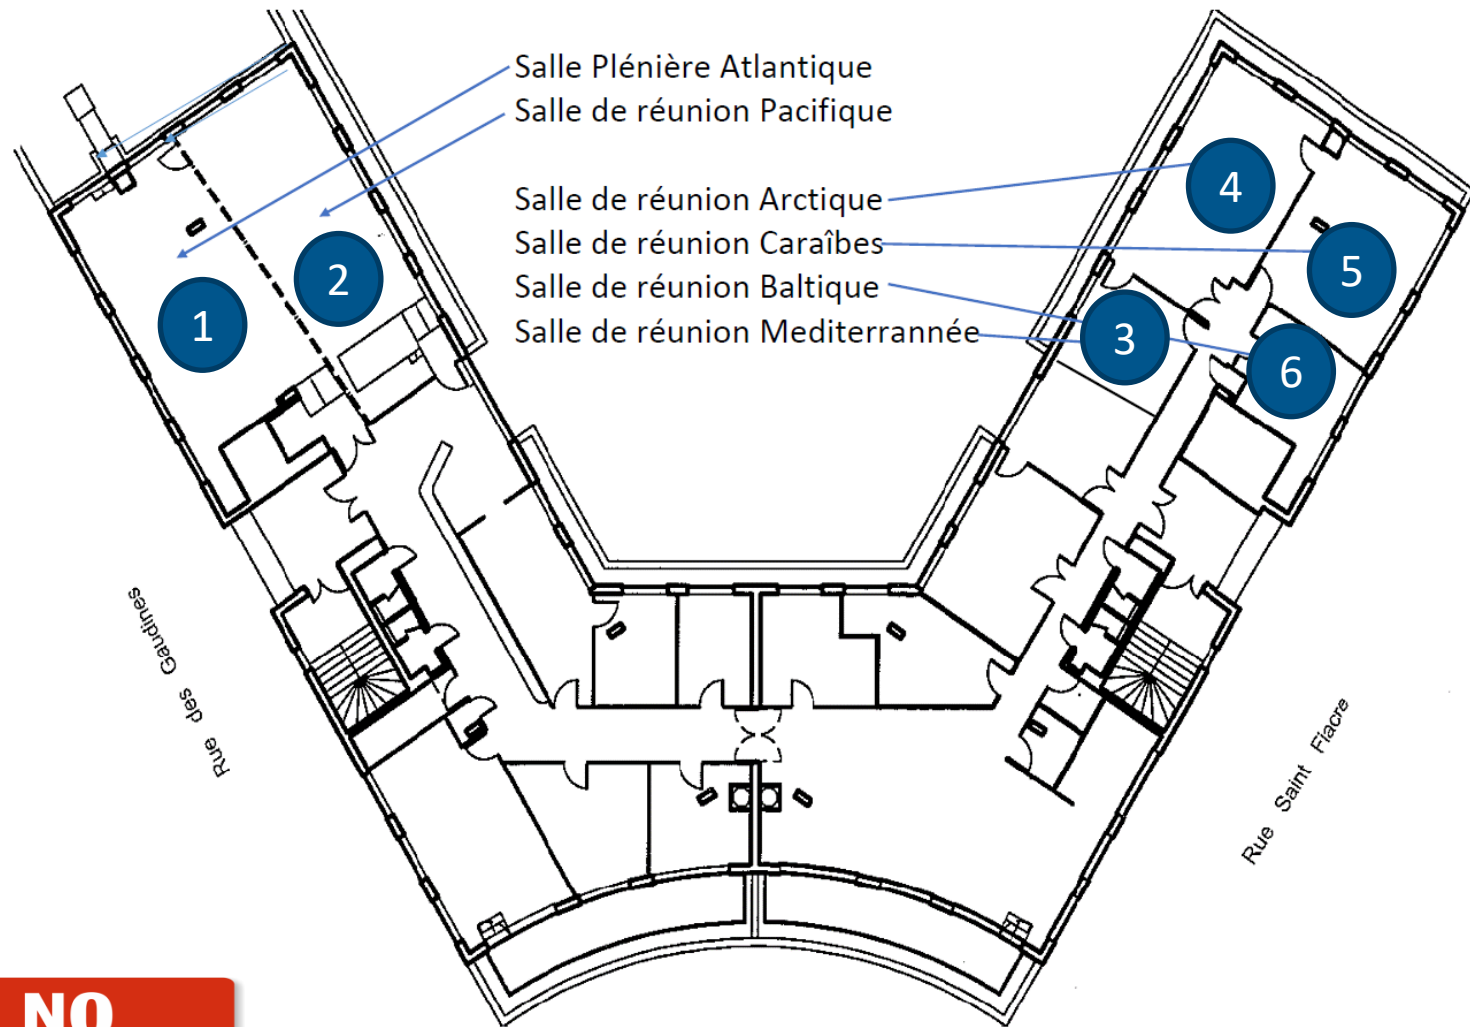 Salle Plénière Atlantique
Salle de réunion Pacifique
Salle de réunion Arctique
Salle de réunion Caraîbes
Salle de réunion Baltique
Salle de réunion Mediterrannée
1
2
3
4
5
6
Rue des Gaudines
Rue Saint Fiacre
NO